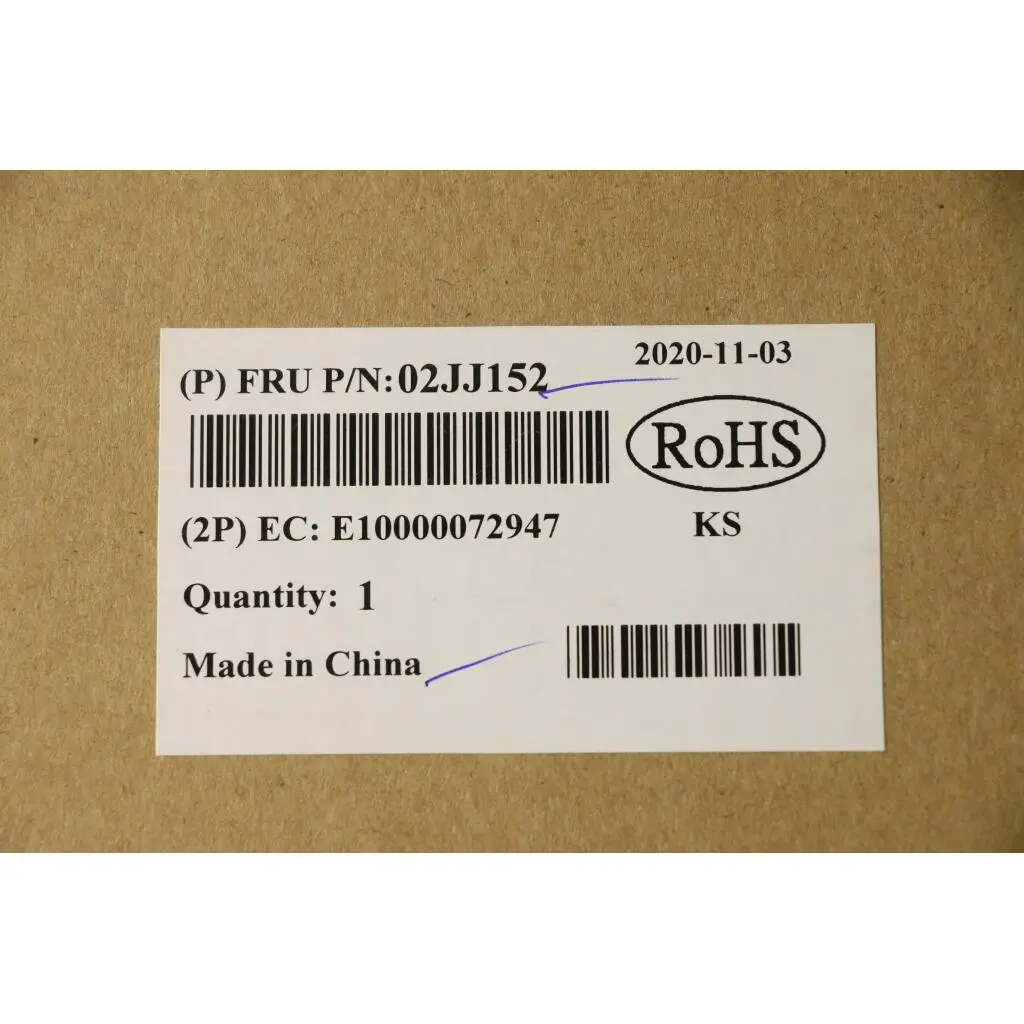 2020-11-03
(P) FRU P/N:02JJ152
RoHS
(2P) EC: E10000072947
KS
Quantity: 1
Made in China